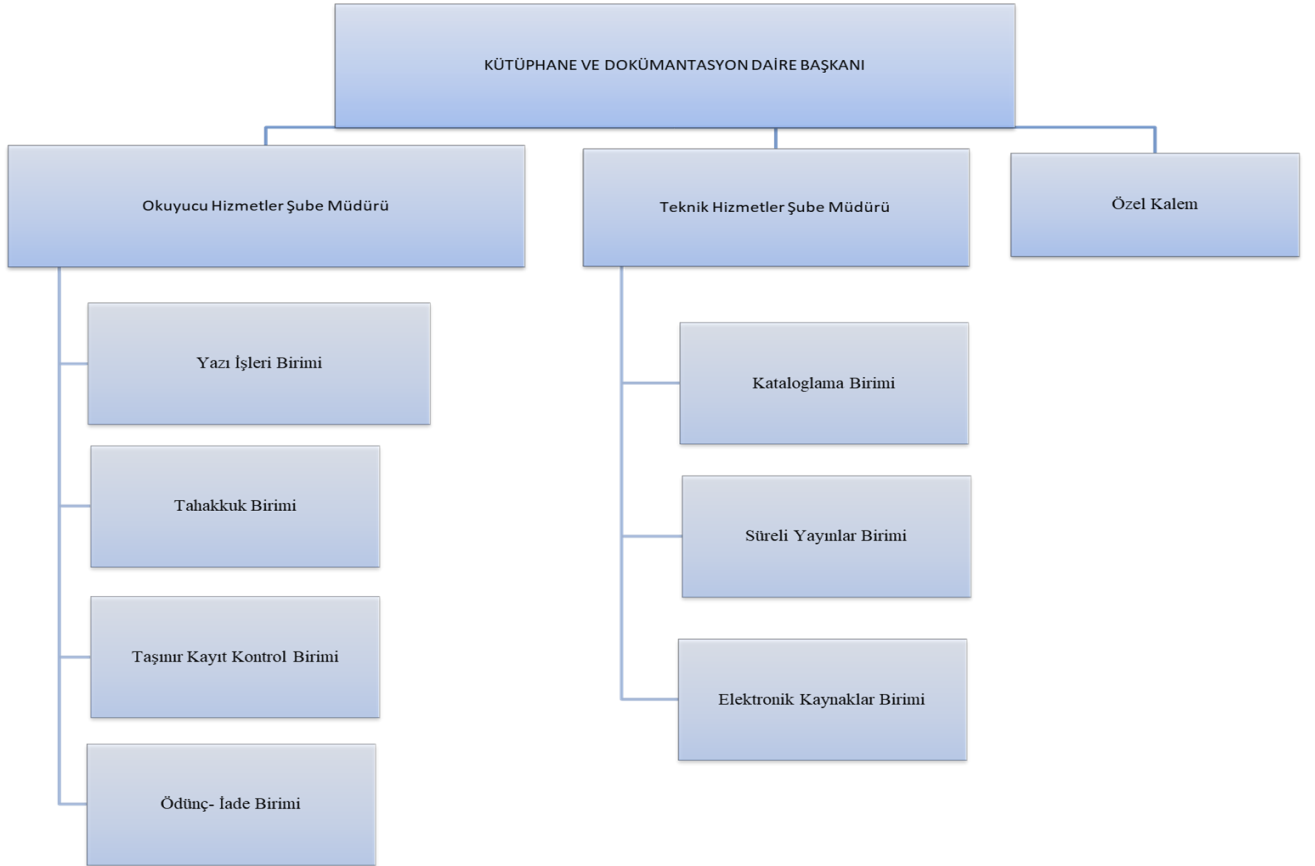 KÜTÜPHANE VE DOKÜMANTASYON DAİRE BAŞKANI
Okuyucu Hizmetler Şube Müdürü
Teknik Hizmetler Şube Müdürü
Özel Kalem
Yazı İşleri Birimi
Tahakkuk Birimi
Taşınır Kayıt Kontrol Birimi
Ödünç- İade Birimi
Kataloglama Birimi
Süreli Yayınlar Birimi
Elektronik Kaynaklar Birimi